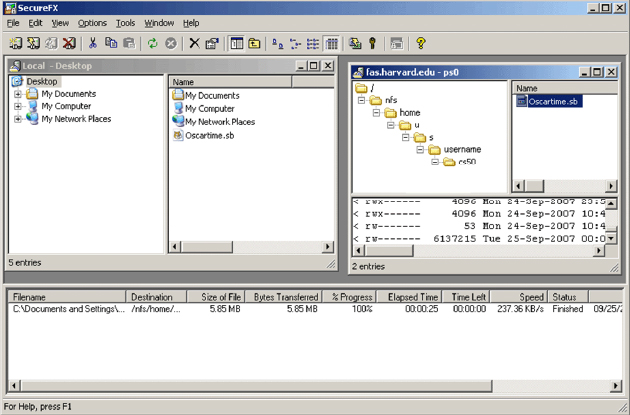 SecureFX
File Edit View Options Tools Window Help
Local - Desktop
Desktop
My Documents
My Computer
My Network Places
Name
My Documents
My Computer
My Network Places
Oscartime.sb
5 entries
fas.harvard.edu - ps0
/
nfs
home
u
s
username
cs50
Name
Oscartime.sb
< rwx------ 4096 Mon 24-Sep-2007
< rwx------ 4096 Mon 24-Sep-2007 10:4
< rw------- 53 Mon 24-Sep-2007 10:4
< rw------- 6137215 Tue 25-Sep-2007 00:0
2 entries
Filename Destination Size of File Bytes Transferred % Progress Elapsed Time Time Left Speed Status
C:\Documents and Settings\... /nfs/home/... 5.85 MB 5.85 MB 100% 00:00:25 00:00:00 237.36 KB/s Finished 09/25/2
For Help, press F1